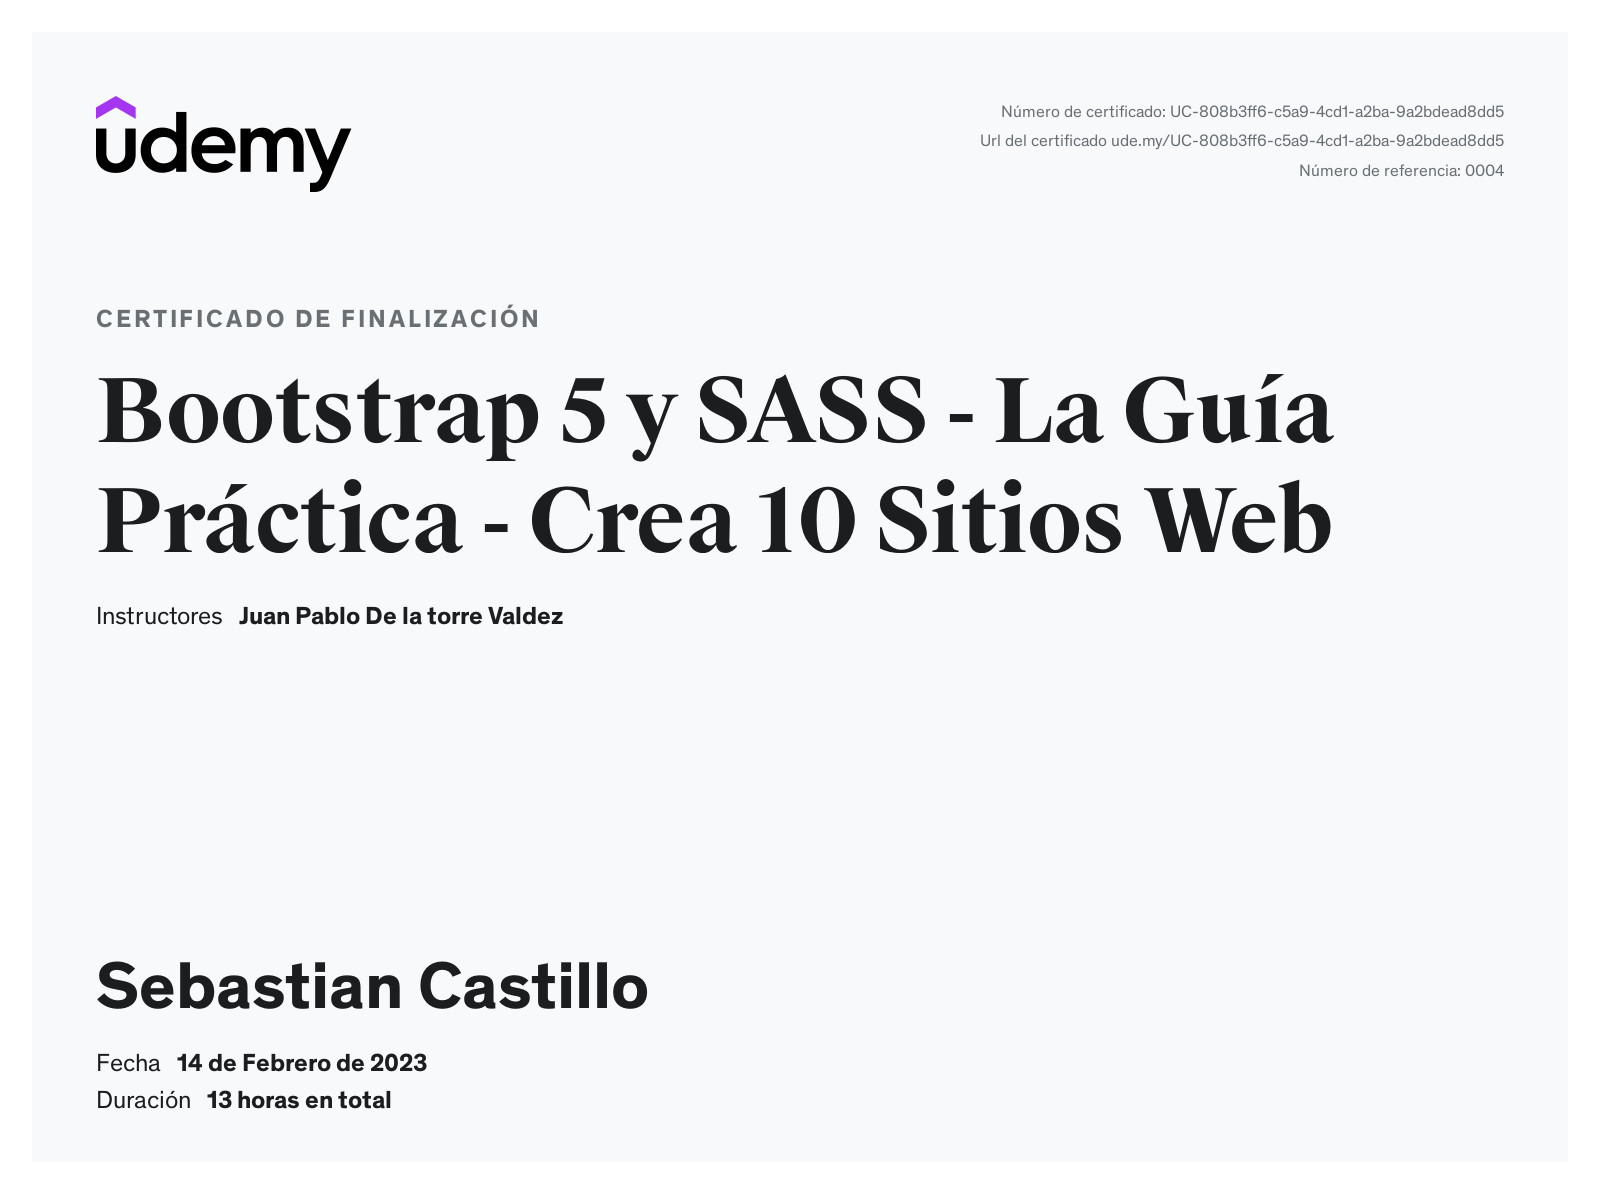 udemy
Número de certificado: UC-808b3ff6-c5a9-4cd1-a2ba-9a2bdead8dd5
Url del certificado ude.my/UC-808b3ff6-c5a9-4cd1-a2ba-9a2bdead8dd5
Número de referencia: 0004
CERTIFICADO DE FINALIZACIÓN
Bootstrap 5 y SASS - La Guía
Práctica - Crea 10 Sitios Web
Instructores Juan Pablo De la torre Valdez
Sebastian Castillo
Fecha 14 de Febrero de 2023
Duración 13 horas en total